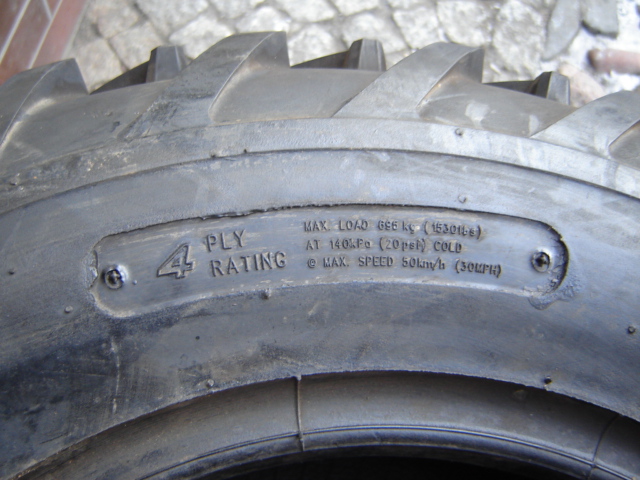 4 PLY RATING
MAX. LOAD 695 kg (1530lbs)
AT 140kPa (20psi) COLD
@ MAX. SPEED 50km/h (30MPH)